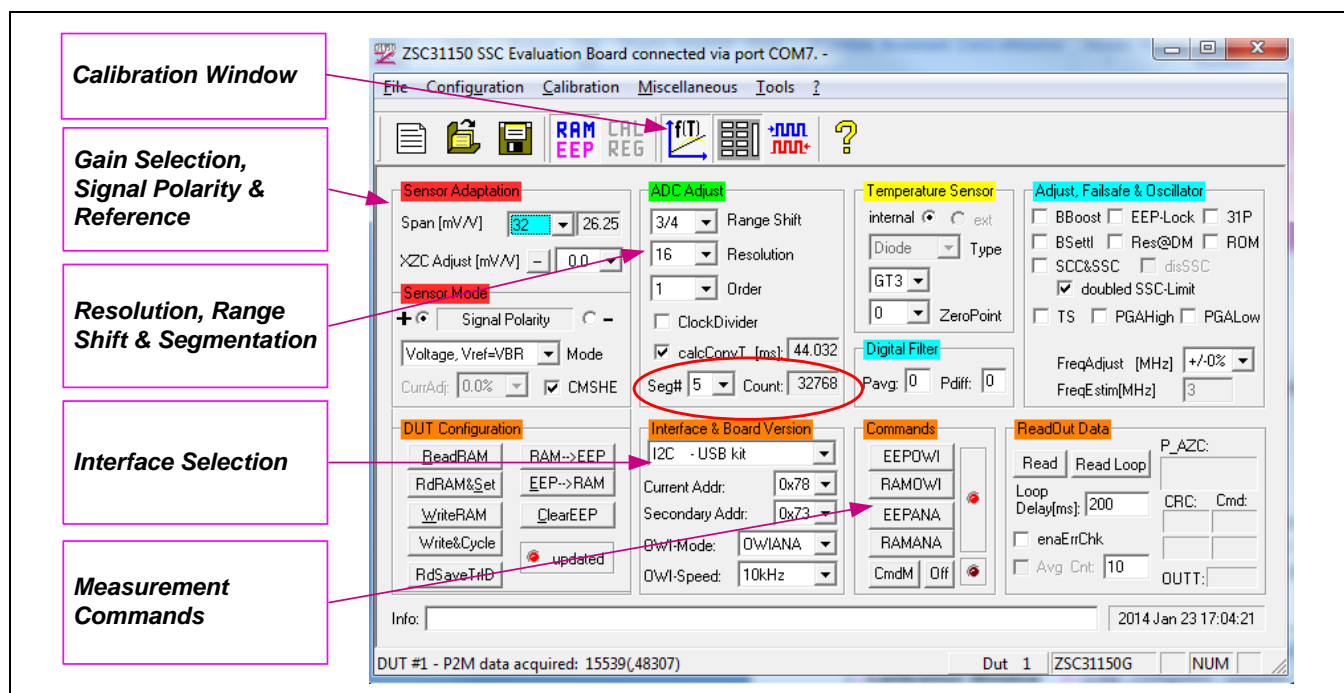 Calibration Window
Gain Selection,
Signal Polarity &
Reference
Resolution, Range
Shift & Segmentation
Interface Selection
Measurement
Commands
ZSC31150 SSC Evaluation Board connected via port COM7. -
File Configuration Calibration Miscellaneous Tools ?
RAM EEP CAL REG f(T) ?
Sensor Adaptation
Span [mV/V] 32 26.25
XZC Adjust [mV/V] - 0.0
Sensor Mode
+ Signal Polarity -
Voltage, Vref=VBR Mode
CurrAdj: 0.0% CMSHE
ADC Adjust
3/4 Range Shift
16 Resolution
1 Order
ClockDivider
calcConvT. [ms]: 44.032
Seg# 5 Count: 32768
Temperature Sensor
internal ext
Diode Type
GT3
0 ZeroPoint
Digital Filter
Pavg: 0 Pdiff: 0
Adjust, Failsafe & Oscillator
BBoost EEP-Lock 31P
BSettl Res@DM ROM
SCC&SSC disSSC
doubled SSC-Limit
TS PGAHigh PGALow
FreqAdjust [MHz] +/-0%
FreqEstim[MHz] 3
DUT Configuration
ReadRAM RAM-->EEP
RdRAM&Set EEP-->RAM
WriteRAM ClearEEP
Write&Cycle
updated
RdSaveTrID
Interface & Board Version
I2C - USB kit
Current Addr: 0x78
Secondary Addr: 0x73
OWI-Mode: OWIANA
OWI-Speed: 10kHz
Commands
EEPOWI
RAMOWI
EEPANA
RAMANA
CmdM Off
ReadOut Data
P_AZC:
Read Read Loop
Loop
Delay[ms]: 200
CRC: Cmd:
enaErrChk
Avg Cnt: 10
OUTT:
Info:
2014 Jan 23 17:04:21
DUT #1 - P2M data acquired: 15539(,48307)
Dut 1 ZSC31150G NUM